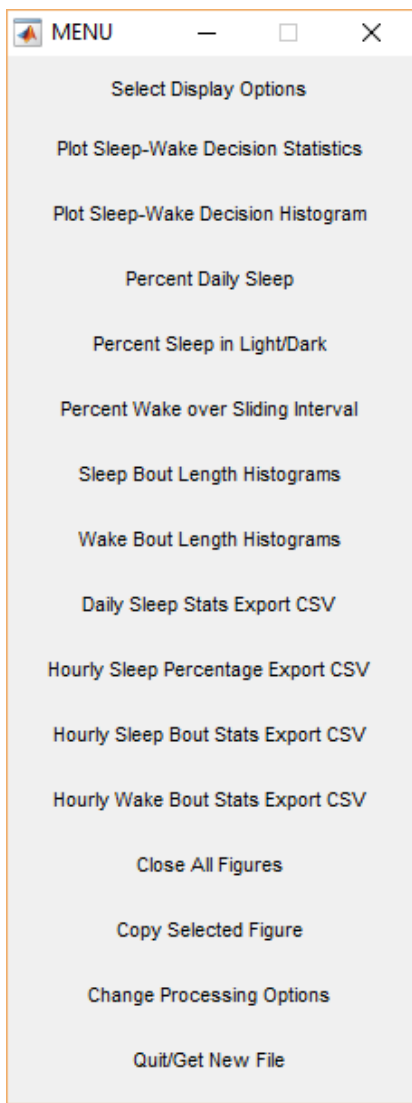 MENU
Select Display Options
Plot Sleep-Wake Decision Statistics
Plot Sleep-Wake Decision Histogram
Percent Daily Sleep
Percent Sleep in Light/Dark
Percent Wake over Sliding Interval
Sleep Bout Length Histograms
Wake Bout Length Histograms
Daily Sleep Stats Export CSV
Hourly Sleep Percentage Export CSV
Hourly Sleep Bout Stats Export CSV
Hourly Wake Bout Stats Export CSV
Close All Figures
Copy Selected Figure
Change Processing Options
Quit/Get New File